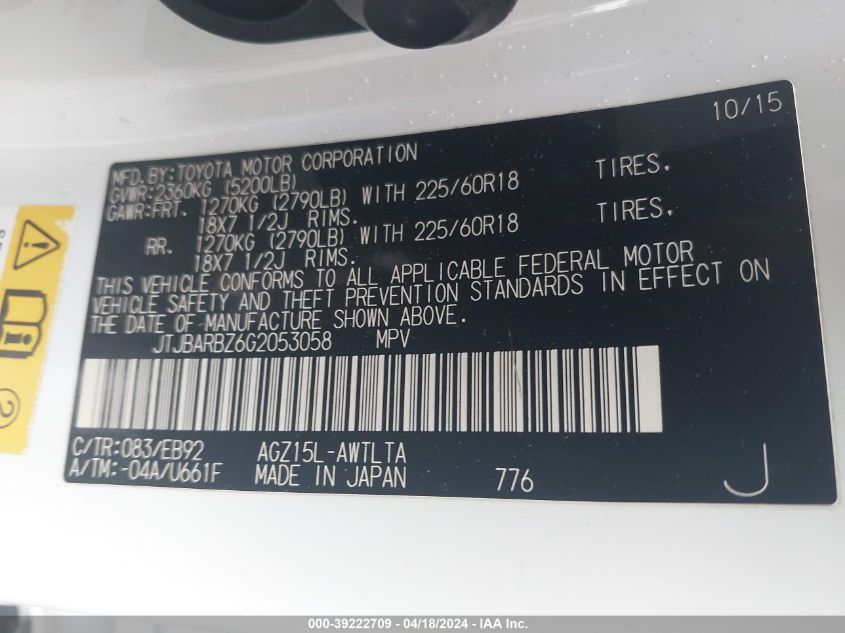 10/15
MFD.BY:TOYOTA MOTOR CORPORATION
GVWR:2360KG (5200LB)
GAWR:FRT. 1270KG (2790LB) WITH 225/60R18 TIRES.
18X7 1/2J RIMS.
RR. 1270KG (2790LB) WITH 225/60R18 TIRES.
18X7 1/2J RIMS.
THIS VEHICLE CONFORMS TO ALL APPLICABLE FEDERAL MOTOR
VEHICLE SAFETY AND THEFT PREVENTION STANDARDS IN EFFECT ON
THE DATE OF MANUFACTURE SHOWN ABOVE.
JTJBARBZ6G2053058 MPV
C/TR:083/EB92 AGZ15L-AWTLTA
A/TM:-04A/U661F MADE IN JAPAN 776
J
2
000-39222709 - 04/18/2024 - IAA Inc.